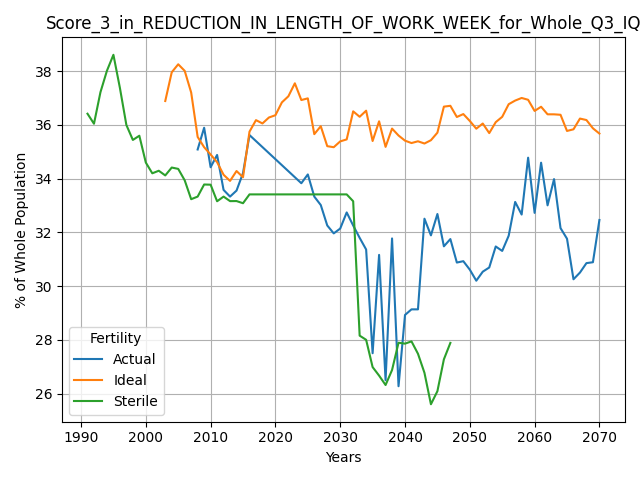 Score_3_in_REDUCTION_IN_LENGTH_OF_WORK_WEEK_for_Whole_Q3_IQ
% of Whole Population
38
36
34
32
30
28
26
Fertility
Actual
Ideal
Sterile
1990 2000 2010 2020 2030 2040 2050 2060 2070
Years